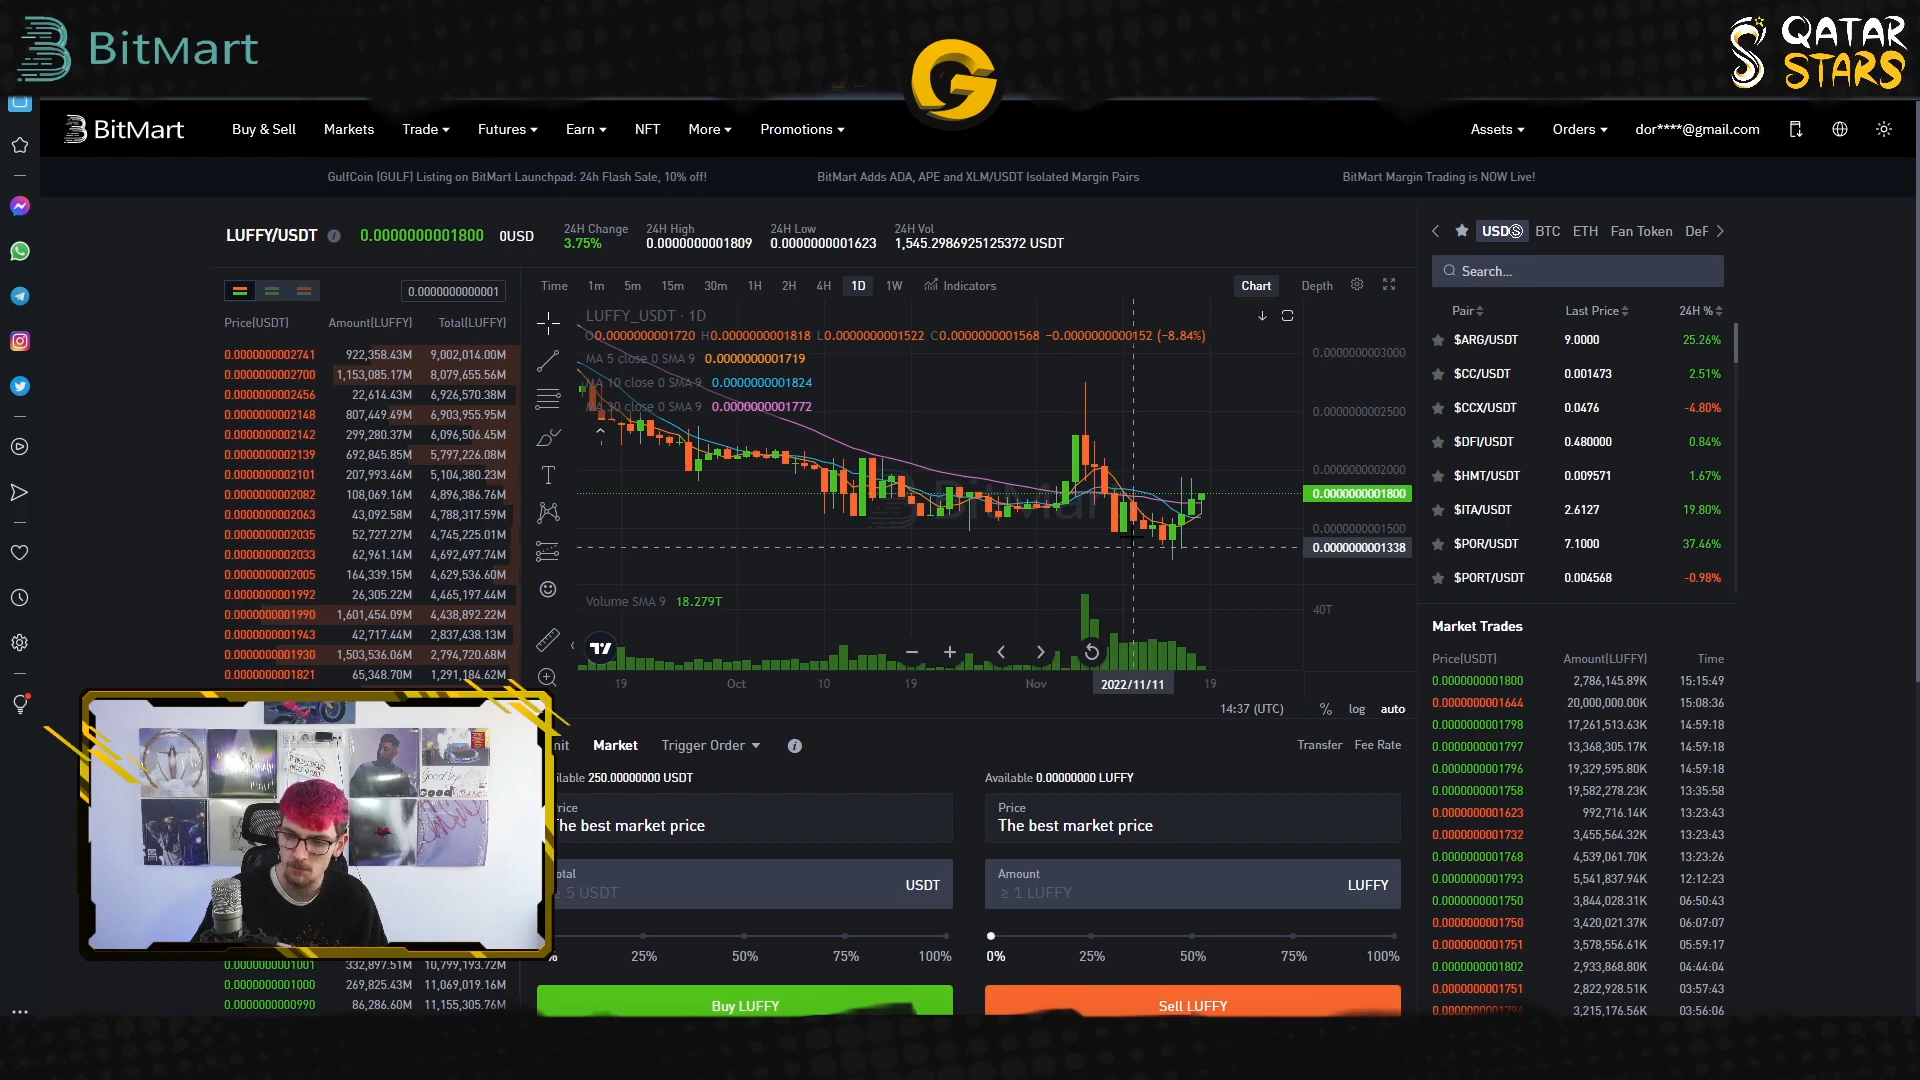 BitMart
QATAR
STARS
BitMart
Buy & Sell
Markets
Trade
Futures
Earn
NFT
More
Promotions
Assets
Orders
dor****@gmail.com
GulfCoin (GULF) Listing on BitMart Launchpad: 24h Flash Sale, 10% off!
BitMart Adds ADA, APE and XLM/USDT Isolated Margin Pairs
BitMart Margin Trading is NOW Live!
LUFFY/USDT
0.0000000001800
0USD
24H Change
3.75%
24H High
0.0000000001809
24H Low
0.0000000001623
24H Vol
1,545.2986925125372 USDT
0.0000000000001
Price(USDT) Amount(LUFFY) Total(LUFFY)
0.0000000002741 922,358.43M 9,002,014.00M
0.0000000002700 1,153,085.17M 8,079,655.56M
0.0000000002456 22,614.43M 6,926,570.38M
0.0000000002148 807,449.49M 6,903,955.95M
0.0000000002142 299,280.37M 6,096,506.45M
0.0000000002139 692,845.85M 5,797,226.08M
0.0000000002101 207,993.46M 5,104,380.23M
0.0000000002082 108,069.16M 4,896,386.76M
0.0000000002063 43,092.58M 4,788,317.59M
0.0000000002035 52,727.27M 4,745,225.01M
0.0000000002033 62,961.14M 4,692,497.74M
0.0000000002005 164,339.15M 4,629,536.60M
0.0000000001992 26,305.22M 4,465,197.44M
0.0000000001990 1,601,454.09M 4,438,892.22M
0.0000000001943 42,717.44M 2,837,438.13M
0.0000000001930 1,503,536.06M 2,794,720.68M
0.0000000001821 65,348.70M 1,291,184.62M
0.0000000001001 332,897.51M 10,799,193.72M
0.0000000001000 269,825.43M 11,069,019.16M
0.0000000000990 86,286.60M 11,155,305.76M
Time 1m 5m 15m 30m 1H 2H 4H 1D 1W Indicators
Chart Depth
LUFFY_USDT · 1D
O0.0000000001720 H0.0000000001818 L0.0000000001522 C0.0000000001568 −0.0000000000152 (−8.84%)
MA 5 close 0 SMA 9 0.0000000001719
MA 10 close 0 SMA 9 0.0000000001824
MA 30 close 0 SMA 9 0.0000000001772
0.0000000003000
0.0000000002500
0.0000000002000
0.0000000001800
0.0000000001500
0.0000000001338
BitMart
Volume SMA 9 18.279T
40T
19 Oct 10 19 Nov 2022/11/11 19
14:37 (UTC) % log auto
Market
Trigger Order
Transfer Fee Rate
250.00000000 USDT
The best market price
≥ 5 USDT
USDT
25% 50% 75% 100%
Buy LUFFY
Available 0.00000000 LUFFY
Price
The best market price
Amount
≥ 1 LUFFY
LUFFY
0% 25% 50% 75% 100%
Sell LUFFY
USDⓈ BTC ETH Fan Token DeF
Search...
Pair Last Price 24H %
$ARG/USDT 9.0000 25.26%
$CC/USDT 0.001473 2.51%
$CCX/USDT 0.0476 -4.80%
$DFI/USDT 0.480000 0.84%
$HMT/USDT 0.009571 1.67%
$ITA/USDT 2.6127 19.80%
$POR/USDT 7.1000 37.46%
$PORT/USDT 0.004568 -0.98%
Market Trades
Price(USDT) Amount(LUFFY) Time
0.0000000001800 2,786,145.89K 15:15:49
0.0000000001644 20,000,000.00K 15:08:36
0.0000000001798 17,261,513.63K 14:59:18
0.0000000001797 13,368,305.17K 14:59:18
0.0000000001796 19,329,595.80K 14:59:18
0.0000000001758 19,582,278.23K 13:35:58
0.0000000001623 992,716.14K 13:23:43
0.0000000001732 3,455,564.32K 13:23:43
0.0000000001768 4,539,061.70K 13:23:26
0.0000000001793 5,541,837.94K 12:12:23
0.0000000001750 3,844,028.31K 06:50:43
0.0000000001750 3,420,021.37K 06:07:07
0.0000000001751 3,578,556.61K 05:59:17
0.0000000001802 2,933,868.80K 04:44:04
0.0000000001751 2,822,928.51K 03:57:43
3,215,176.56K 03:56:06